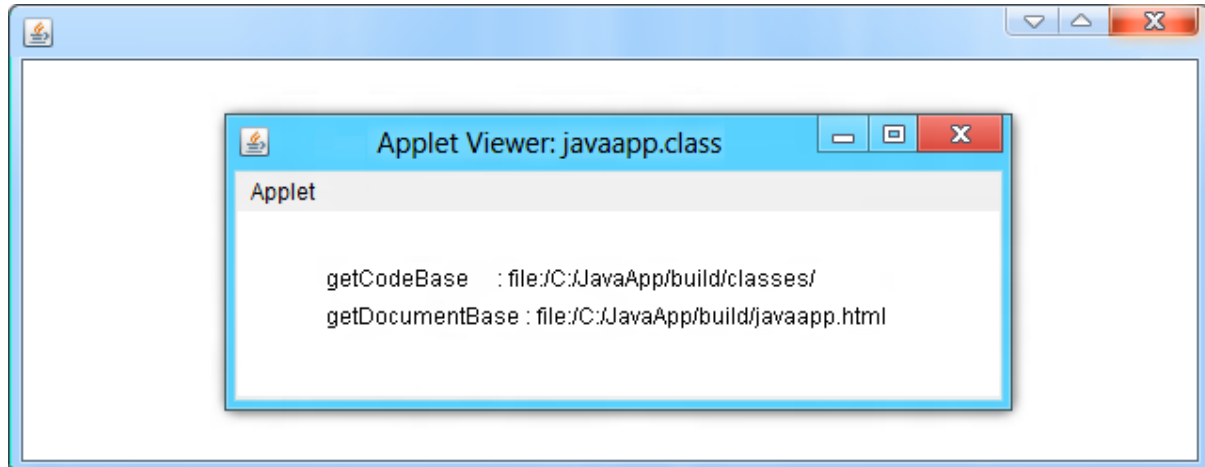 Applet Viewer: javaapp.class
Applet
getCodeBase : file:/C:/JavaApp/build/classes/
getDocumentBase : file:/C:/JavaApp/build/javaapp.html